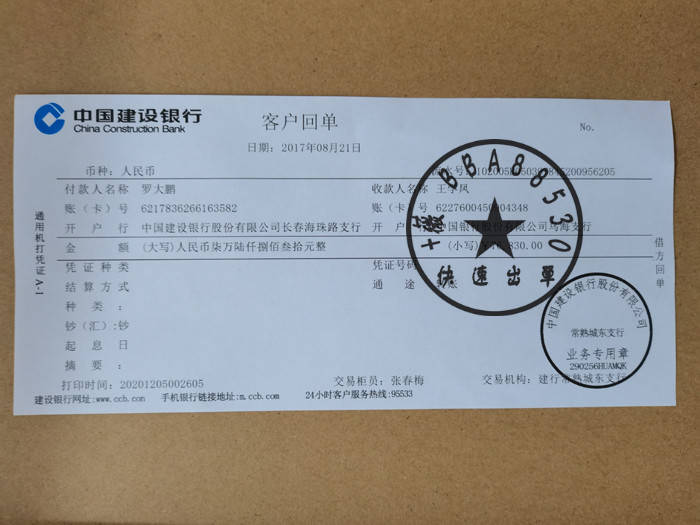 中国建设银行
China Construction Bank
客户回单
No.
日期：2017年08月21日
币种：人民币
付款人名称 罗大鹏
收款人名称
账（卡）号 6217836266163582
账（卡）号
开 户 行 中国建设银行股份有限公司长春海珠路支行
开 户
金 额 (大写)人民币柒万陆仟捌佰叁拾元整
(小写)
830.00
凭证种类
凭证号码
结算方式
通 途
种 类：
钞(汇)：钞
起 息 日
摘 要：
打印时间：20201205002605
交易柜员：张春梅
交易机构：建行常熟城东支行
建设银行网址：www.ccb.com
手机银行链接地址：m.ccb.com
24小时客户服务热线：95533
通用机打凭证 A-1
借方回单
+微 BBA88530
快速出单
中国建设银行股份有限公司
常熟城东支行
业务专用章